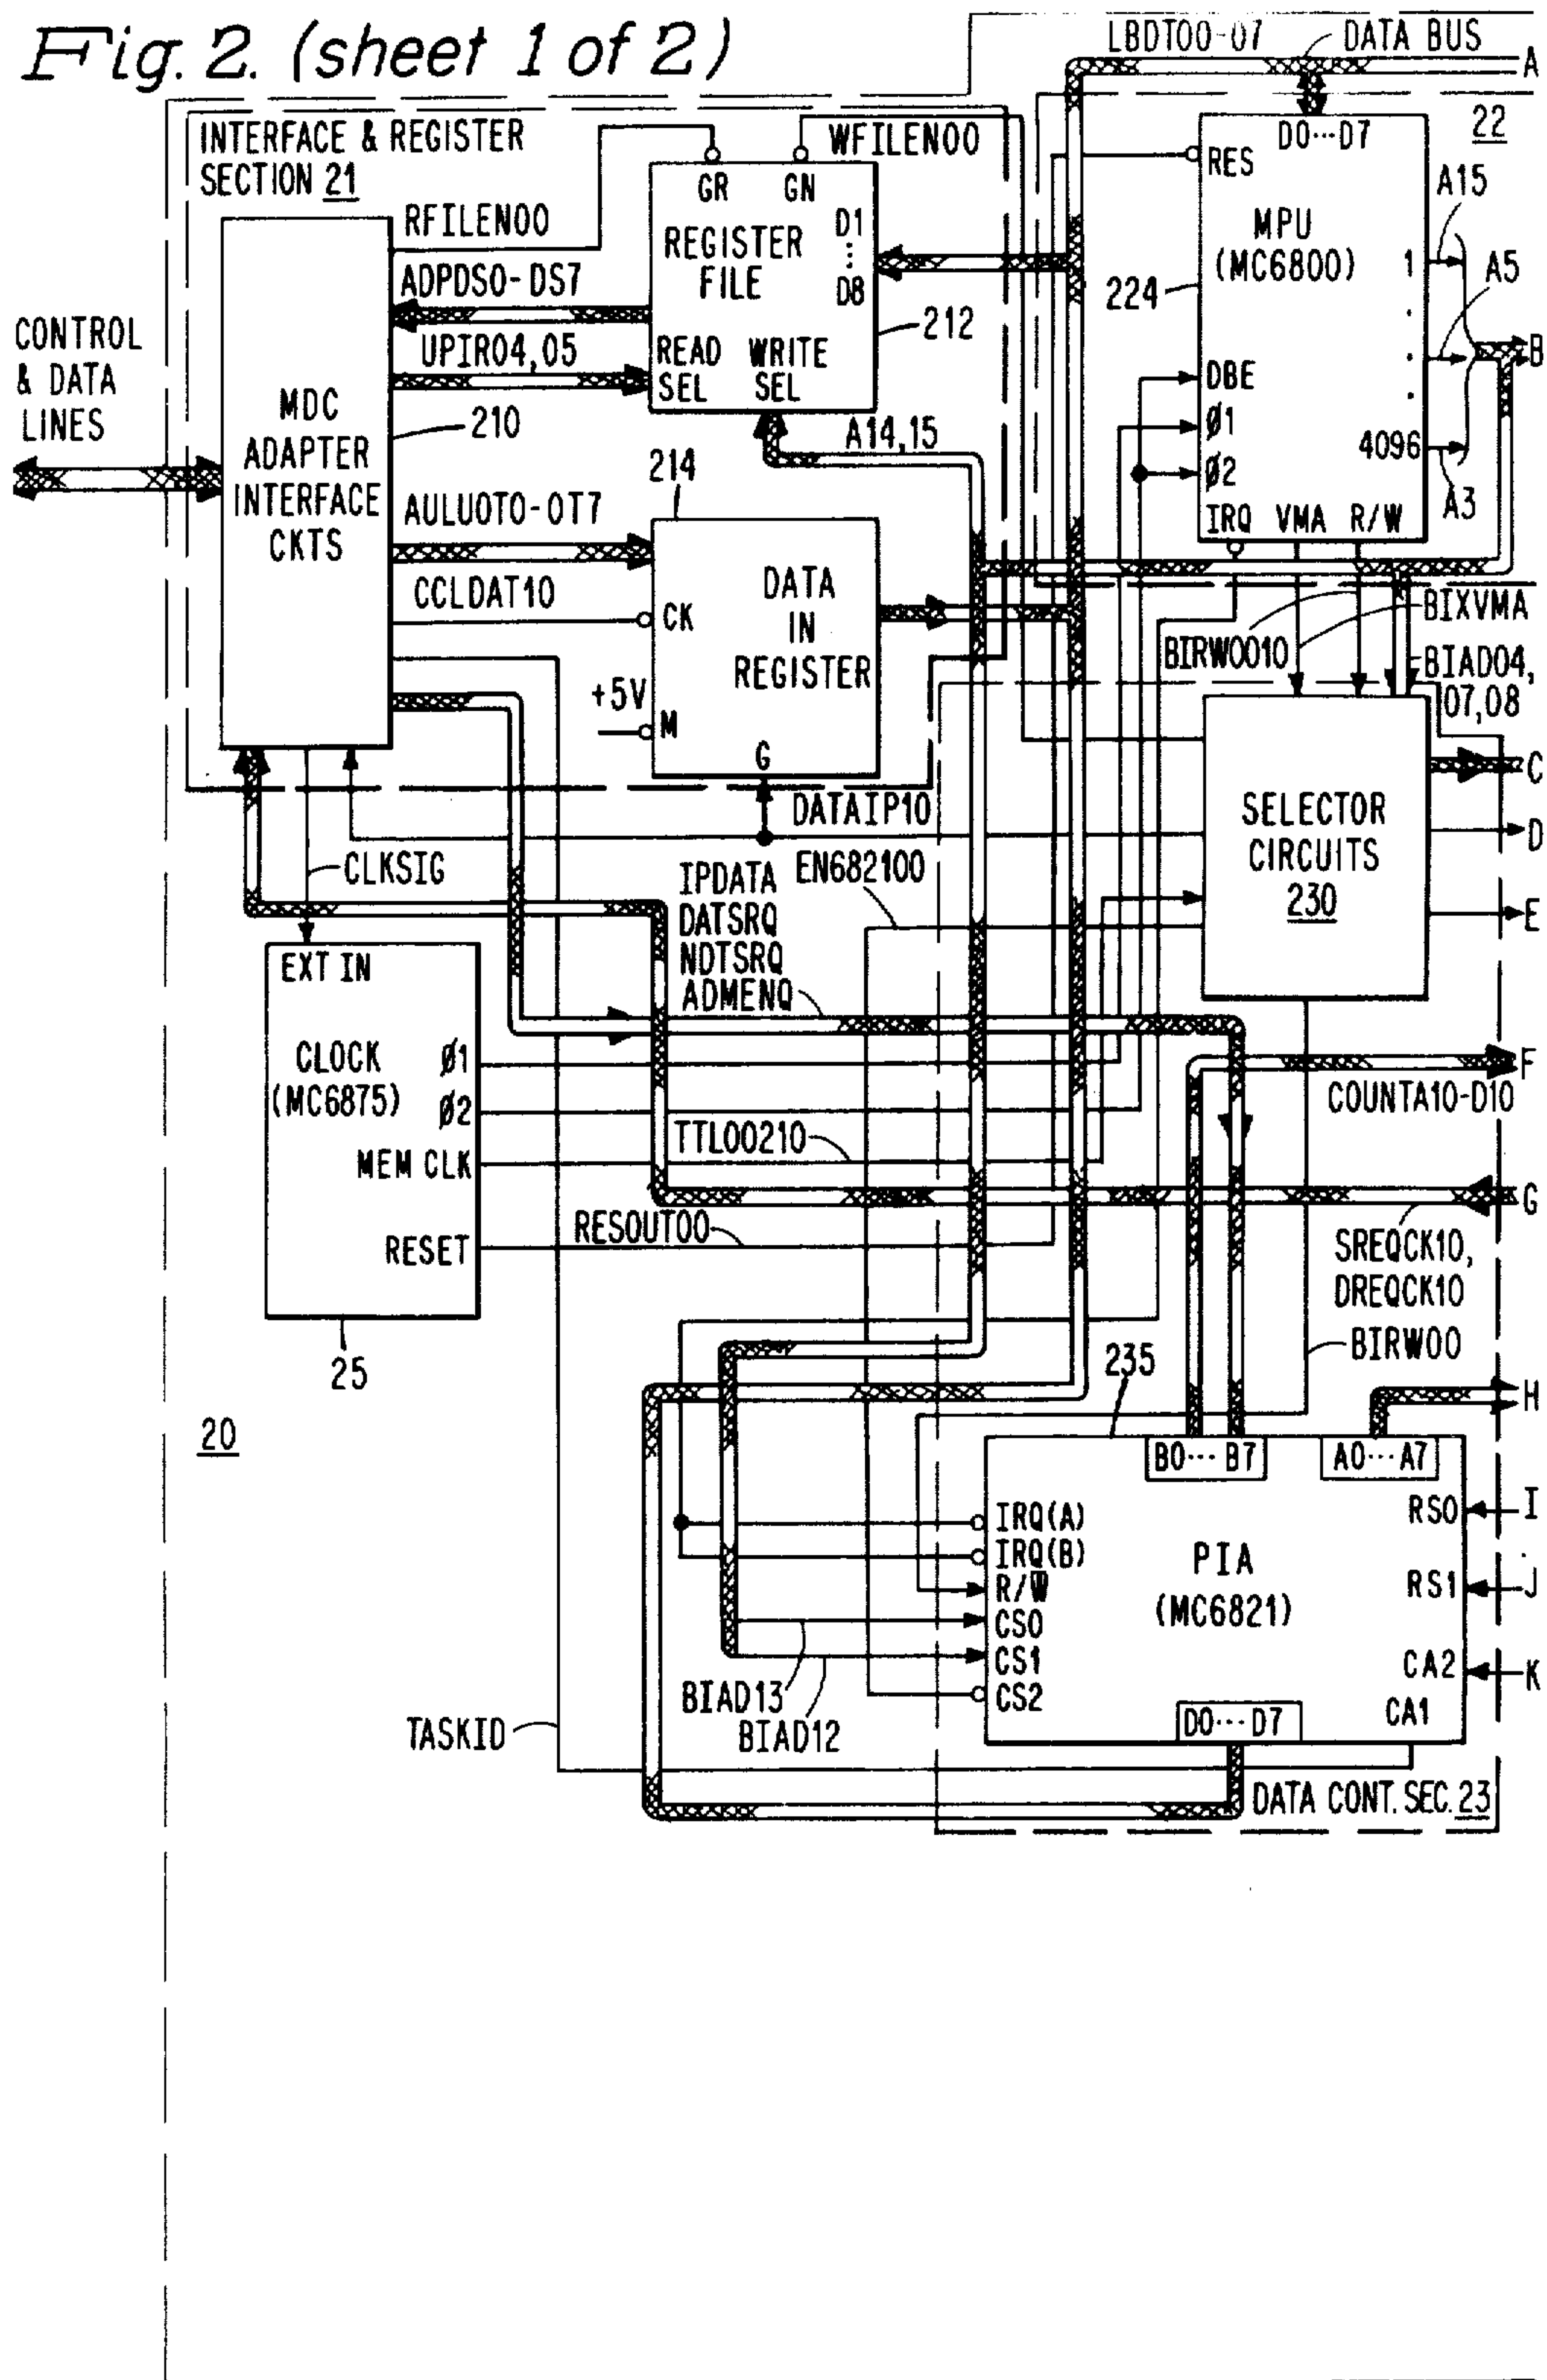 Fig. 2. (sheet 1 of 2)
LBDT00-07
DATA BUS
A
INTERFACE & REGISTER
SECTION 21
WFILEN00
22
GR
GN
D0···D7
RES
A15
RFILEN00
REGISTER
FILE
D1
⋮
D8
MPU
(MC6800)
1
A5
ADPDS0-DS7
224
212
CONTROL
& DATA
LINES
UPIR04,05
READ
SEL
WRITE
SEL
B
DBE
Ø1
Ø2
4096
A3
MDC
ADAPTER
INTERFACE
CKTS
210
A14,15
214
IRQ
VMA
R/W
AULUOT0-OT7
CCLDAT10
CK
DATA
IN
REGISTER
BIXVMA
BIRW0010
BIAD04,
07,08
+5V
M
G
C
DATAIP10
SELECTOR
CIRCUITS
230
D
CLKSIG
EN682100
IPDATA
DATSRQ
NDTSRQ
ADMENQ
E
EXT IN
CLOCK
(MC6875)
Ø1
Ø2
MEM CLK
RESET
F
COUNTA10-D10
TTL00210
G
RESOUT00
SREQCK10,
DREQCK10
25
235
BIRW00
H
20
B0···B7
A0···A7
IRQ(A)
IRQ(B)
R/W̅
CS0
CS1
CS2
PIA
(MC6821)
RS0
I
RS1
J
CA2
K
CA1
BIAD13
BIAD12
TASKID
D0···D7
DATA CONT. SEC. 23